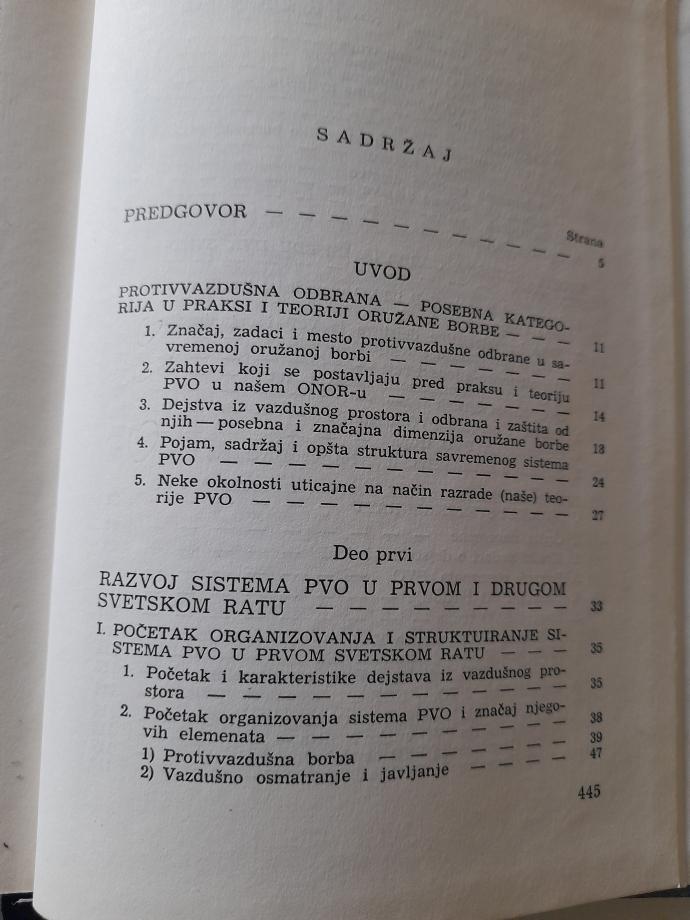 SADRŽAJ
Strana
PREDGOVOR — — — — — — — — — — 5
UVOD
PROTIVVAZDUŠNA ODBRANA — POSEBNA KATEGO-
RIJA U PRAKSI I TEORIJI ORUŽANE BORBE — — — 11
1. Značaj, zadaci i mesto protivvazdušne odbrane u sa-
vremenoj oružanoj borbi — — — — — — — 11
2. Zahtevi koji se postavljaju pred praksu i teoriju
PVO u našem ONOR-u — — — — — — — 14
3. Dejstva iz vazdušnog prostora i odbrana i zaštita od
njih — posebna i značajna dimenzija oružane borbe 18
4. Pojam, sadržaj i opšta struktura savremenog sistema
PVO — — — — — — — — — — — — 24
5. Neke okolnosti uticajne na način razrade (naše) teo-
rije PVO — — — — — — — — — — 27
Deo prvi
RAZVOJ SISTEMA PVO U PRVOM I DRUGOM
SVETSKOM RATU — — — — — — — — 33
I. POČETAK ORGANIZOVANJA I STRUKTUIRANJE SI-
STEMA PVO U PRVOM SVETSKOM RATU — — — 35
1. Početak i karakteristike dejstava iz vazdušnog pro-
stora — — — — — — — — — — — — 35
2. Početak organizovanja sistema PVO i značaj njego-
vih elemenata — — — — — — — — — 38
1) Protivvazdušna borba — — — — — — 39
2) Vazdušno osmatranje i javljanje — — — — 47
445